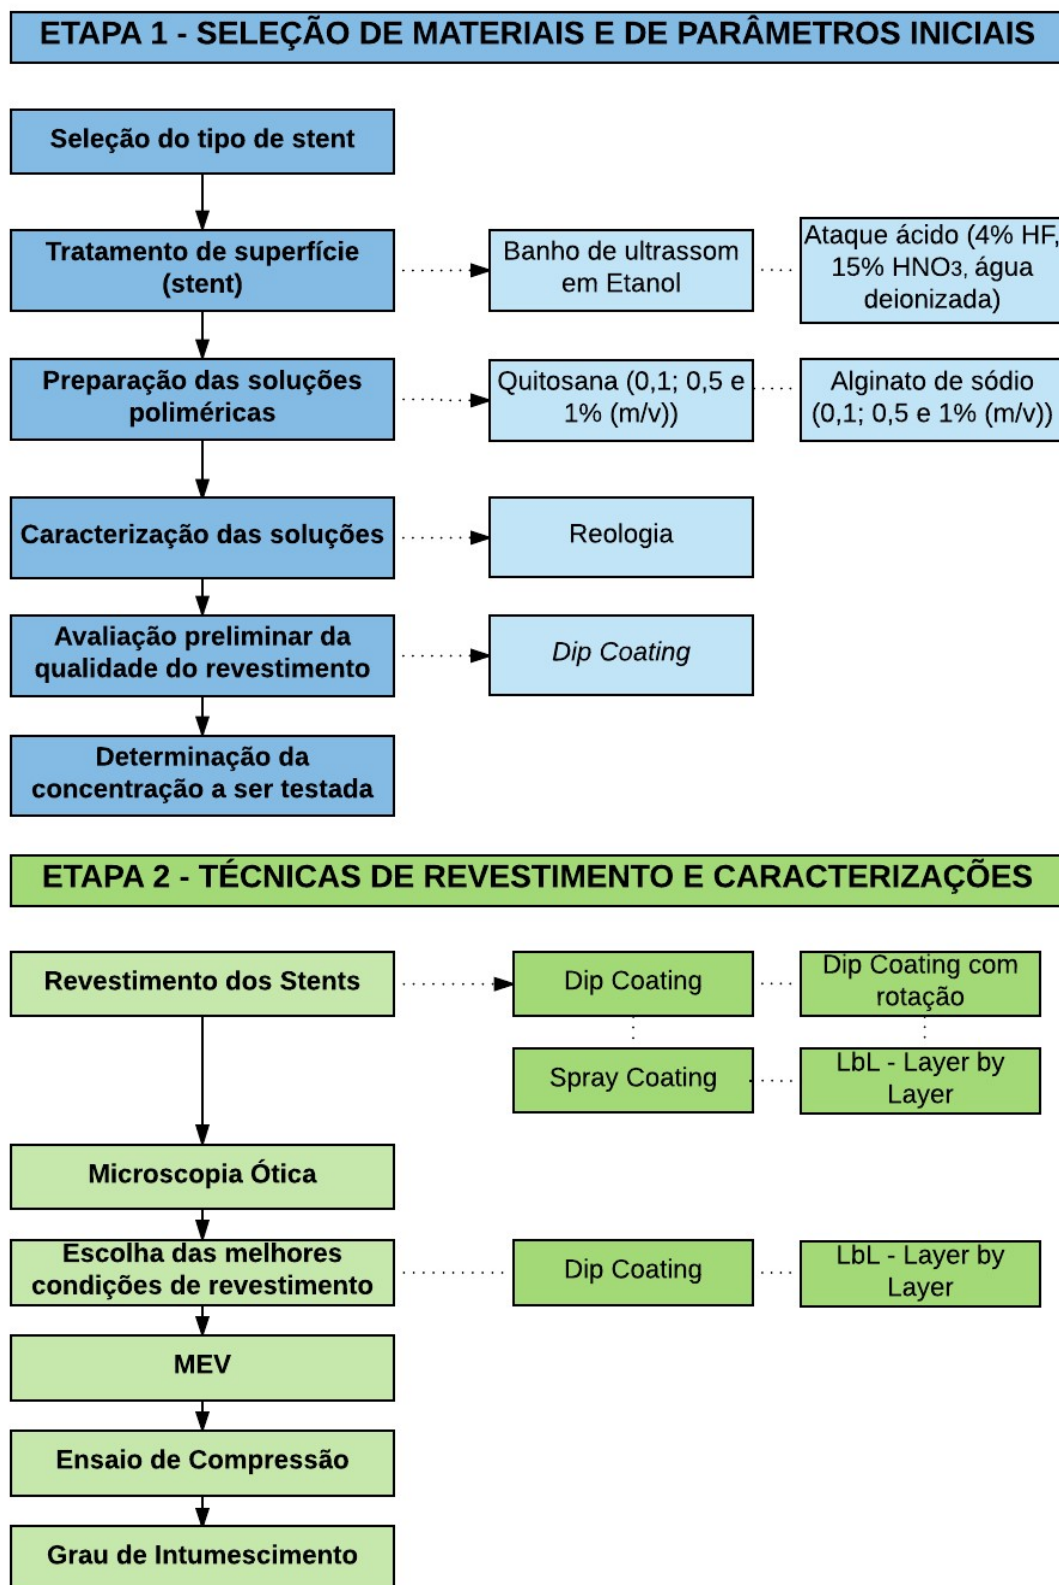 ETAPA 1 - SELEÇÃO DE MATERIAIS E DE PARÂMETROS INICIAIS
Seleção do tipo de stent
Tratamento de superfície
(stent)
Banho de ultrassom
em Etanol
Ataque ácido (4% HF,
15% HNO3, água
deionizada)
Preparação das soluções
poliméricas
Quitosana (0,1; 0,5 e
1% (m/v))
Alginato de sódio
(0,1; 0,5 e 1% (m/v))
Caracterização das soluções
Reologia
Avaliação preliminar da
qualidade do revestimento
Dip Coating
Determinação da
concentração a ser testada
ETAPA 2 - TÉCNICAS DE REVESTIMENTO E CARACTERIZAÇÕES
Revestimento dos Stents
Dip Coating
Dip Coating com
rotação
Spray Coating
LbL - Layer by
Layer
Microscopia Ótica
Escolha das melhores
condições de revestimento
Dip Coating
LbL - Layer by
Layer
MEV
Ensaio de Compressão
Grau de Intumescimento